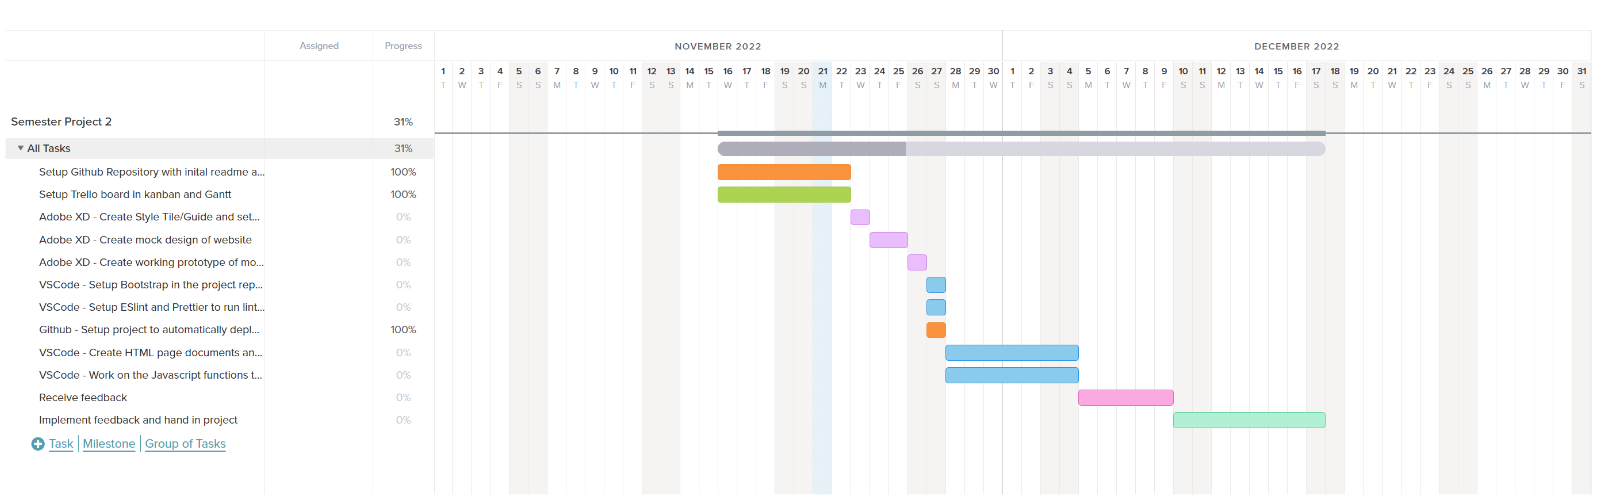 Assigned Progress NOVEMBER 2022 DECEMBER 2022
1 2 3 4 5 6 7 8 9 10 11 12 13 14 15 16 17 18 19 20 21 22 23 24 25 26 27 28 29 30 1 2 3 4 5 6 7 8 9 10 11 12 13 14 15 16 17 18 19 20 21 22 23 24 25 26 27 28 29 30 31
T W T F S S M T W T F S S M T W T F S S M T W T F S S M T W T F S S M T W T F S S M T W T F S S M T W T F S S M T W T F S
Semester Project 2 31%
All Tasks 31%
Setup Github Repository with inital readme a... 100%
Setup Trello board in kanban and Gantt 100%
Adobe XD - Create Style Tile/Guide and set... 0%
Adobe XD - Create mock design of website 0%
Adobe XD - Create working prototype of mo... 0%
VSCode - Setup Bootstrap in the project rep... 0%
VSCode - Setup ESlint and Prettier to run lint... 0%
Github - Setup project to automatically depl... 100%
VSCode - Create HTML page documents an... 0%
VSCode - Work on the Javascript functions t... 0%
Receive feedback 0%
Implement feedback and hand in project 0%
Task Milestone Group of Tasks